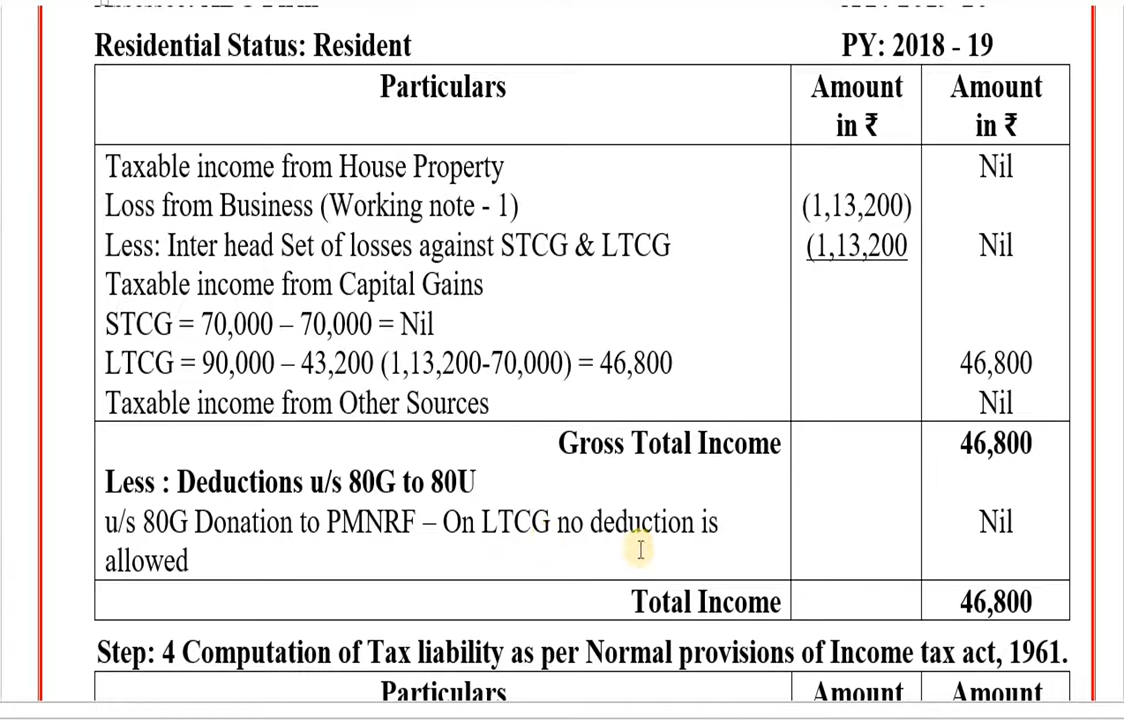 Residential Status: Resident PY: 2018 - 19
Particulars Amount in ₹ Amount in ₹
Taxable income from House Property Nil
Loss from Business (Working note - 1) (1,13,200)
Less: Inter head Set of losses against STCG & LTCG (1,13,200 Nil
Taxable income from Capital Gains
STCG = 70,000 – 70,000 = Nil
LTCG = 90,000 – 43,200 (1,13,200-70,000) = 46,800 46,800
Taxable income from Other Sources Nil
Gross Total Income 46,800
Less : Deductions u/s 80G to 80U
u/s 80G Donation to PMNRF – On LTCG no deduction is Nil
allowed
Total Income 46,800
Step: 4 Computation of Tax liability as per Normal provisions of Income tax act, 1961.
Particulars Amount Amount